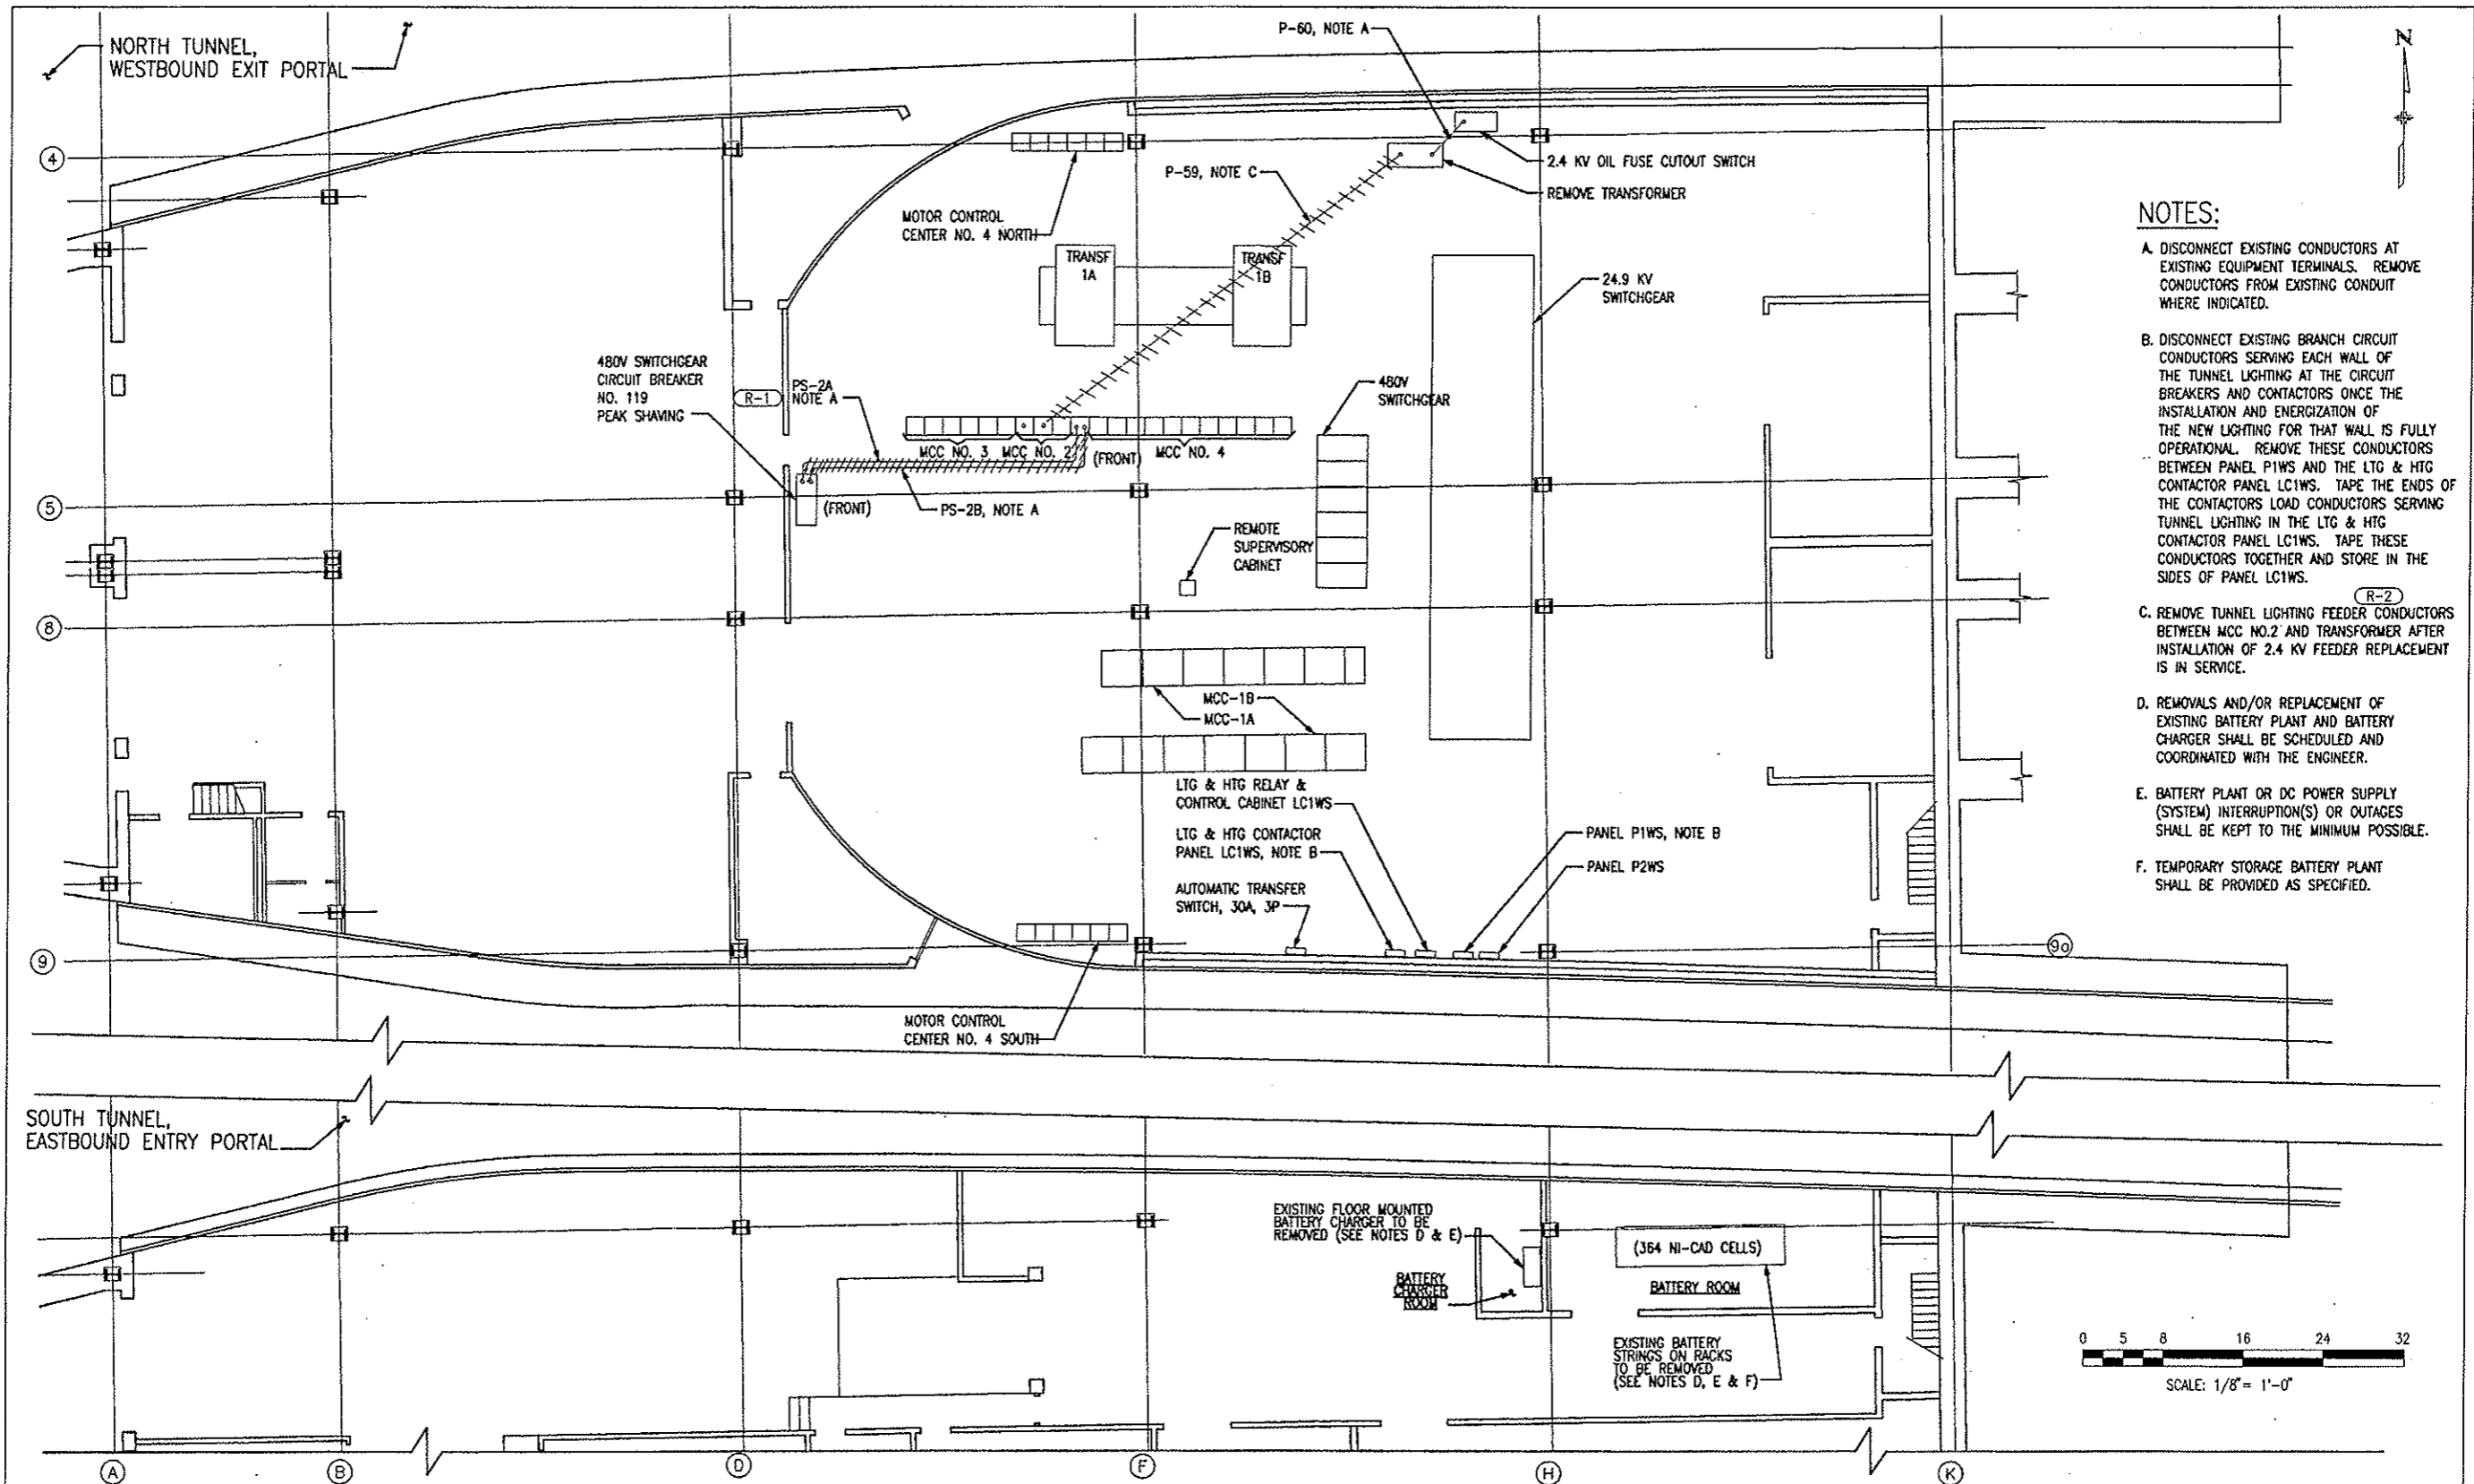 NORTH TUNNEL,
WESTBOUND EXIT PORTAL
P-60, NOTE A
N
2.4 KV OIL FUSE CUTOUT SWITCH
P-59, NOTE C
REMOVE TRANSFORMER
MOTOR CONTROL
CENTER NO. 4 NORTH
TRANSF
1A
TRANSF
1B
24.9 KV
SWITCHGEAR
480V SWITCHGEAR
CIRCUIT BREAKER
NO. 119
PEAK SHAVING
R-1
PS-2A
NOTE A
480V
SWITCHGEAR
MCC NO. 3
MCC NO. 2
(FRONT)
MCC NO. 4
(FRONT)
PS-2B, NOTE A
REMOTE
SUPERVISORY
CABINET
MCC-1B
MCC-1A
LTG & HTG RELAY &
CONTROL CABINET LC1WS
LTG & HTG CONTACTOR
PANEL LC1WS, NOTE B
PANEL P1WS, NOTE B
PANEL P2WS
AUTOMATIC TRANSFER
SWITCH, 30A, 3P
MOTOR CONTROL
CENTER NO. 4 SOUTH
4
5
8
9
9a
NOTES:
A. DISCONNECT EXISTING CONDUCTORS AT
EXISTING EQUIPMENT TERMINALS. REMOVE
CONDUCTORS FROM EXISTING CONDUIT
WHERE INDICATED.
B. DISCONNECT EXISTING BRANCH CIRCUIT
CONDUCTORS SERVING EACH WALL OF
THE TUNNEL LIGHTING AT THE CIRCUIT
BREAKERS AND CONTACTORS ONCE THE
INSTALLATION AND ENERGIZATION OF
THE NEW LIGHTING FOR THAT WALL IS FULLY
OPERATIONAL. REMOVE THESE CONDUCTORS
BETWEEN PANEL P1WS AND THE LTG & HTG
CONTACTOR PANEL LC1WS. TAPE THE ENDS OF
THE CONTACTORS LOAD CONDUCTORS SERVING
TUNNEL LIGHTING IN THE LTG & HTG
CONTACTOR PANEL LC1WS. TAPE THESE
CONDUCTORS TOGETHER AND STORE IN THE
SIDES OF PANEL LC1WS.
R-2
C. REMOVE TUNNEL LIGHTING FEEDER CONDUCTORS
BETWEEN MCC NO.2 AND TRANSFORMER AFTER
INSTALLATION OF 2.4 KV FEEDER REPLACEMENT
IS IN SERVICE.
D. REMOVALS AND/OR REPLACEMENT OF
EXISTING BATTERY PLANT AND BATTERY
CHARGER SHALL BE SCHEDULED AND
COORDINATED WITH THE ENGINEER.
E. BATTERY PLANT OR DC POWER SUPPLY
(SYSTEM) INTERRUPTION(S) OR OUTAGES
SHALL BE KEPT TO THE MINIMUM POSSIBLE.
F. TEMPORARY STORAGE BATTERY PLANT
SHALL BE PROVIDED AS SPECIFIED.
SOUTH TUNNEL,
EASTBOUND ENTRY PORTAL
EXISTING FLOOR MOUNTED
BATTERY CHARGER TO BE
REMOVED (SEE NOTES D & E)
BATTERY
CHARGER
ROOM
(364 NI-CAD CELLS)
BATTERY ROOM
EXISTING BATTERY
STRINGS ON RACKS
TO BE REMOVED
(SEE NOTES D, E & F)
0 5 8 16 24 32
SCALE: 1/8" = 1'-0"
A B D F H K